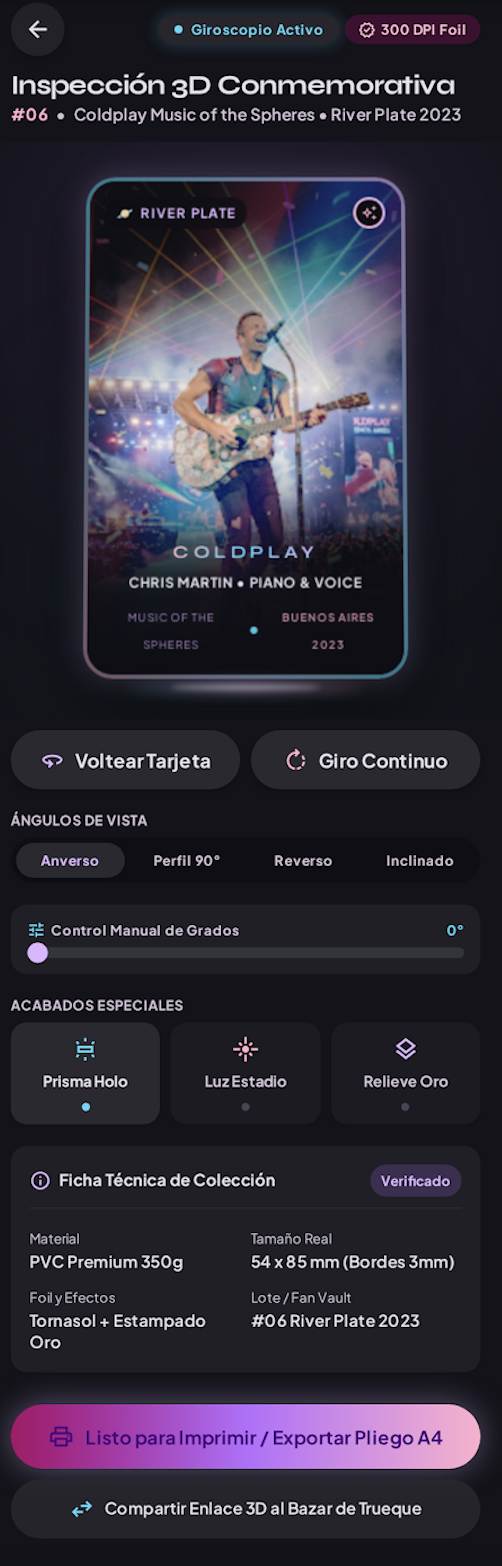 Giroscopio Activo
300 DPI Foil
Inspección 3D Conmemorativa
#06 • Coldplay Music of the Spheres • River Plate 2023
RIVER PLATE
COLDPLAY
BUENOS AIRES
COLDPLAY
CHRIS MARTIN • PIANO & VOICE
MUSIC OF THE
SPHERES
•
BUENOS AIRES
2023
Voltear Tarjeta
Giro Continuo
ÁNGULOS DE VISTA
Anverso
Perfil 90°
Reverso
Inclinado
Control Manual de Grados
0°
ACABADOS ESPECIALES
Prisma Holo
Luz Estadio
Relieve Oro
Ficha Técnica de Colección
Verificado
Material
PVC Premium 350g
Tamaño Real
54 x 85 mm (Bordes 3mm)
Foil y Efectos
Tornasol + Estampado
Oro
Lote / Fan Vault
#06 River Plate 2023
Listo para Imprimir / Exportar Pliego A4
Compartir Enlace 3D al Bazar de Trueque